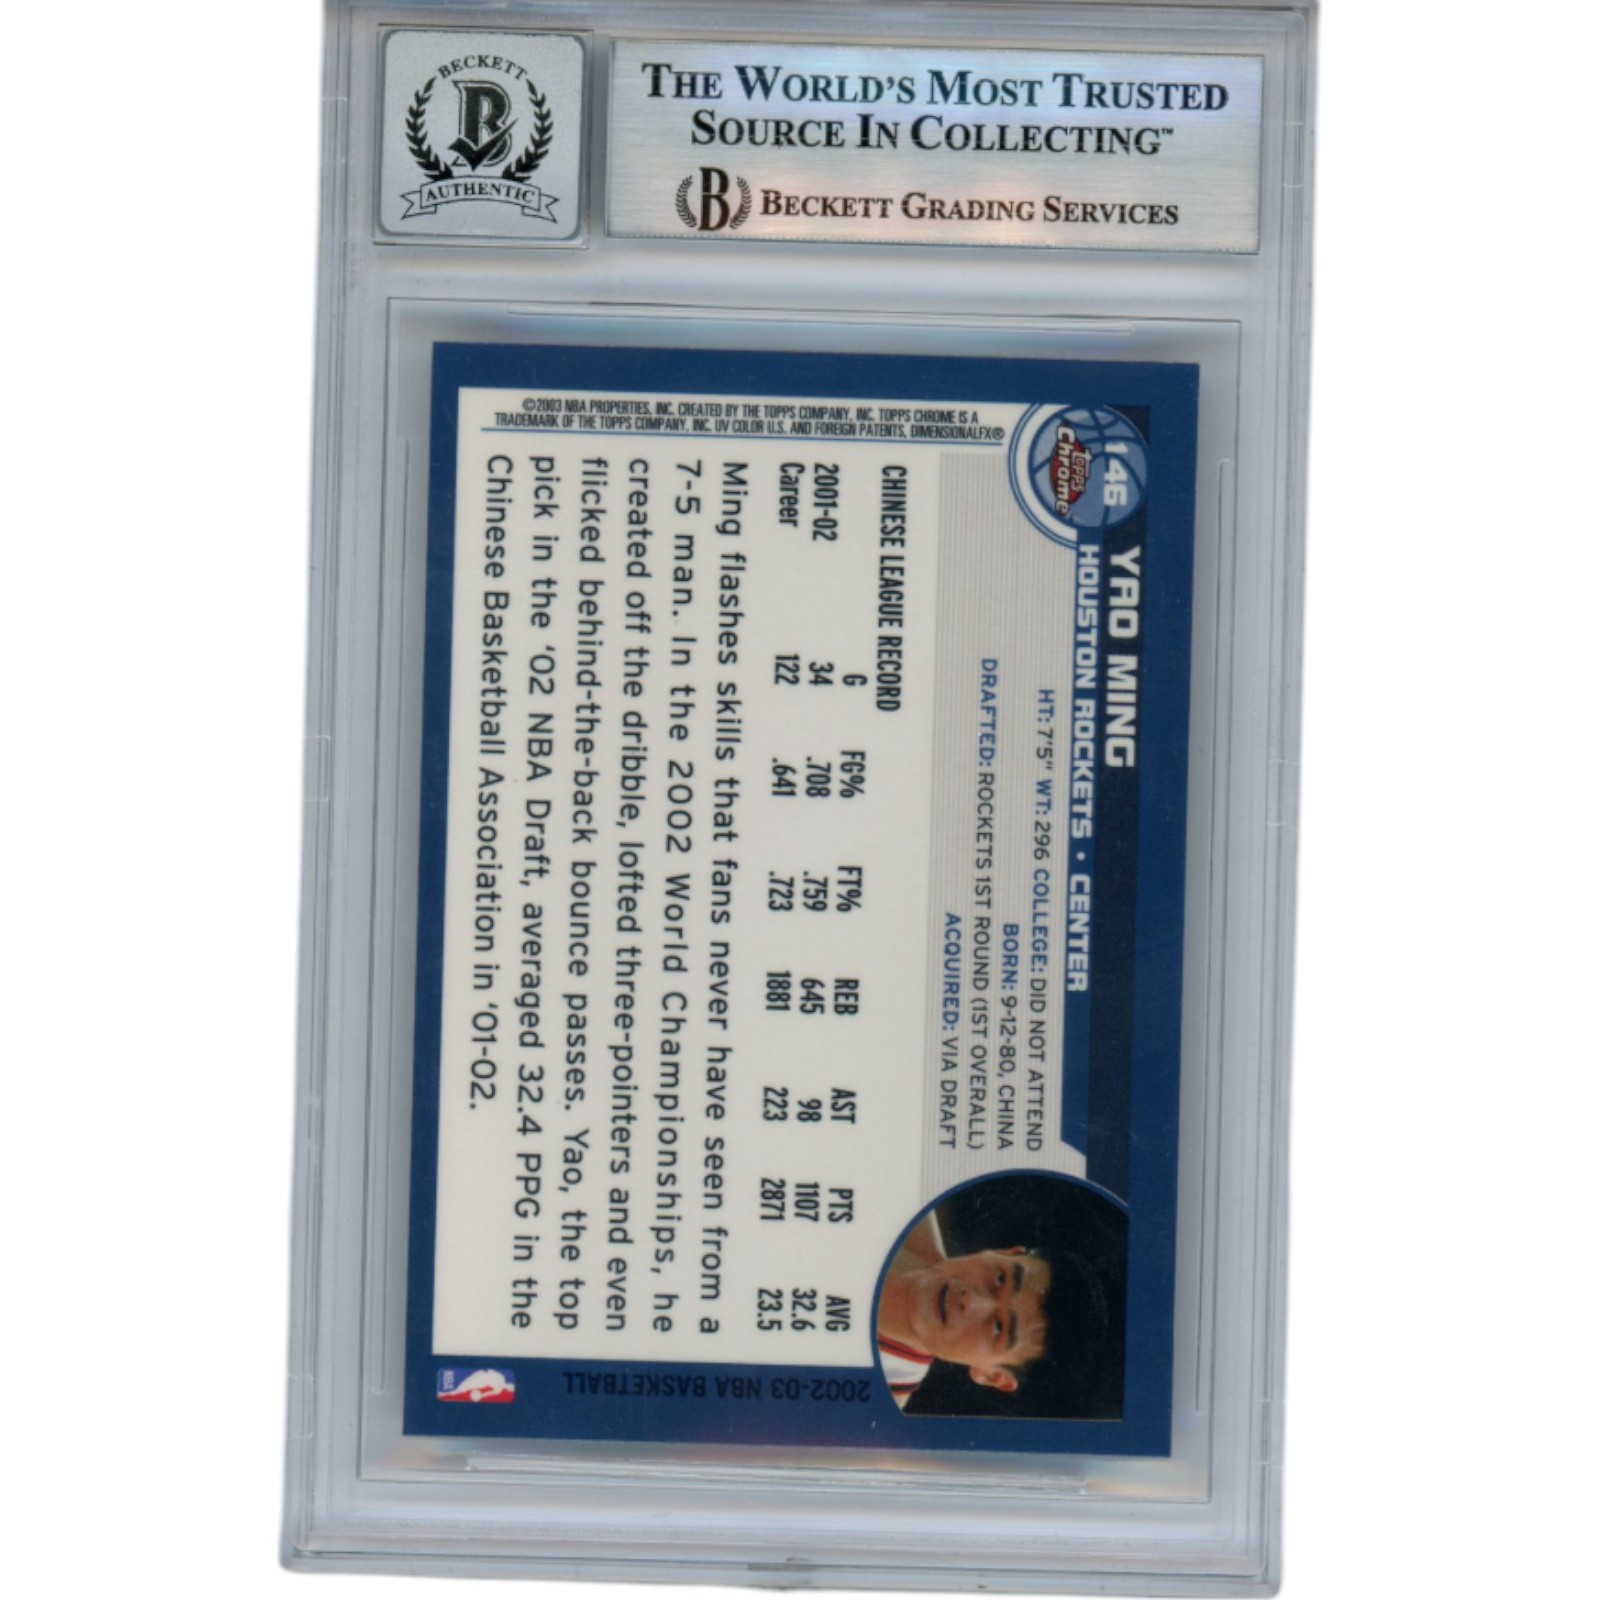 BECKETT
B
AUTHENTIC
THE WORLD'S MOST TRUSTED
SOURCE IN COLLECTING™
B BECKETT GRADING SERVICES
146
TOPPS
Chrome
YAO MING
HOUSTON ROCKETS • CENTER
HT: 7'5" WT: 296 COLLEGE: DID NOT ATTEND
BORN: 9-12-80, CHINA
DRAFTED: ROCKETS 1ST ROUND (1ST OVERALL)
ACQUIRED: VIA DRAFT
CHINESE LEAGUE RECORD
G FG% FT% REB AST PTS AVG
2001-02 34 .708 .759 645 98 1107 32.6
Career 122 .641 .723 1881 223 2871 23.5
Ming flashes skills that fans never have seen from a
7-5 man. In the 2002 World Championships, he
created off the dribble, lofted three-pointers and even
flicked behind-the-back bounce passes. Yao, the top
pick in the '02 NBA Draft, averaged 32.4 PPG in the
Chinese Basketball Association in '01-02.
©2003 NBA PROPERTIES, INC. CREATED BY THE TOPPS COMPANY, INC. TOPPS CHROME IS A
TRADEMARK OF THE TOPPS COMPANY, INC. UV COLOR U.S. AND FOREIGN PATENTS, DIMENSIONALFX®
2002-03 NBA BASKETBALL
NBA